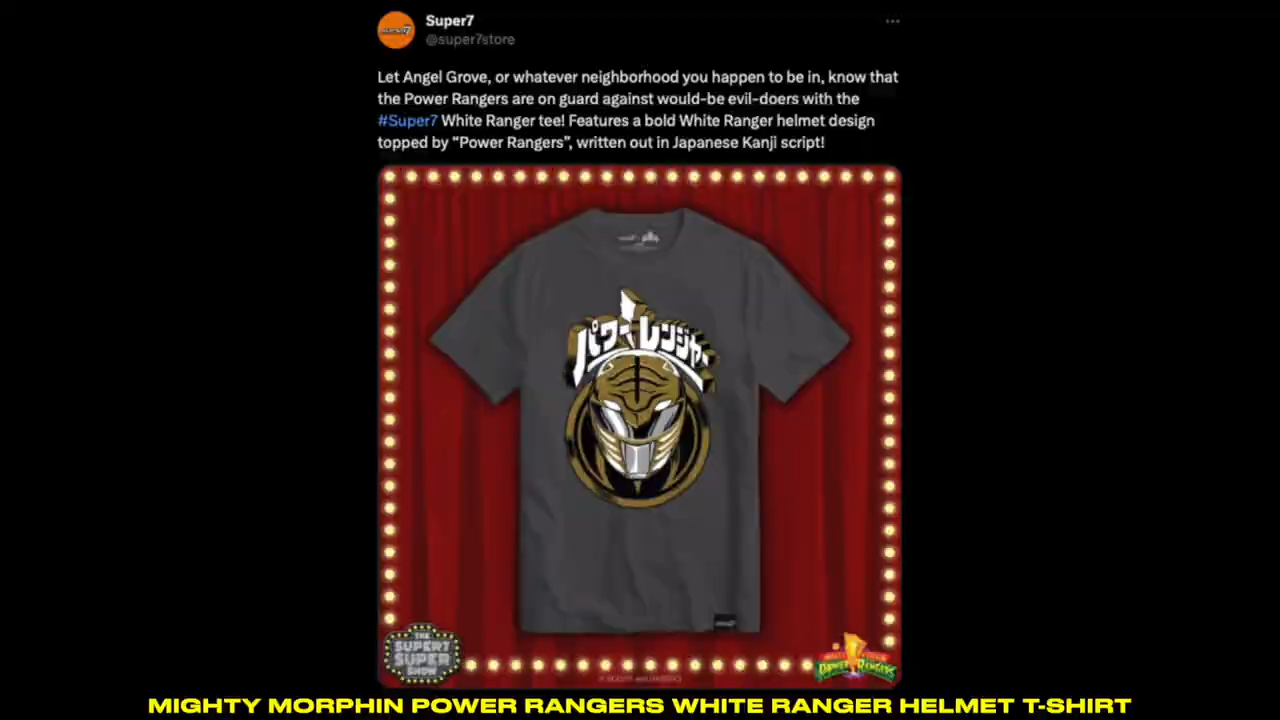 Super7
@super7store
Let Angel Grove, or whatever neighborhood you happen to be in, know that
the Power Rangers are on guard against would-be evil-doers with the
#Super7 White Ranger tee! Features a bold White Ranger helmet design
topped by “Power Rangers”, written out in Japanese Kanji script!
パワーレンジャー
THE
SUPER7
SUPER
SHOW
POWER RANGERS
MIGHTY MORPHIN POWER RANGERS WHITE RANGER HELMET T-SHIRT